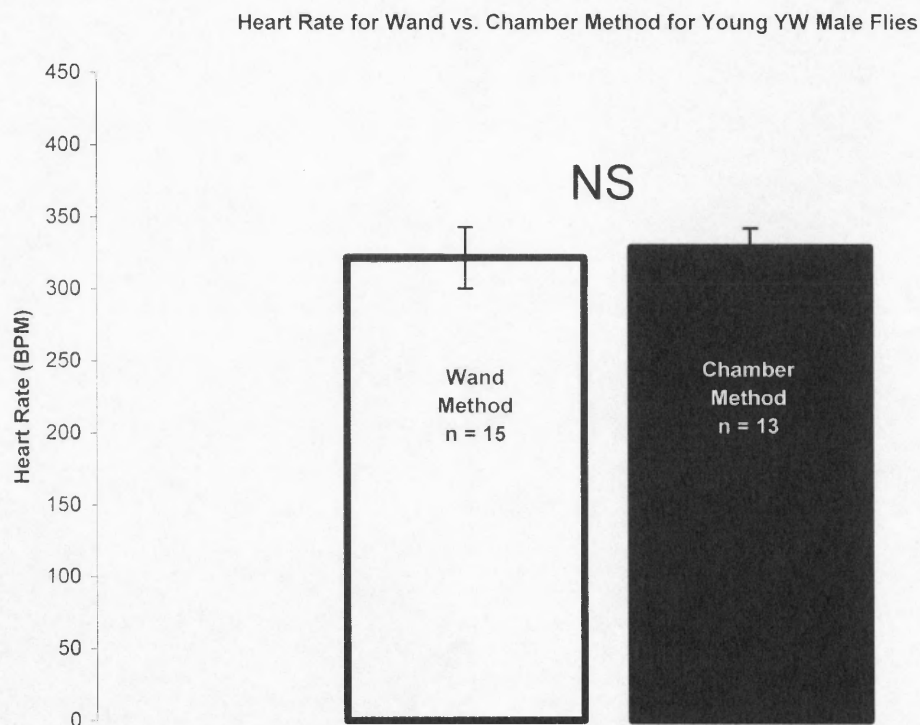 Heart Rate for Wand vs. Chamber Method for Young YW Male Flies
450
400
350
300
250
200
150
100
50
0
Heart Rate (BPM)
NS
Wand
Method
n = 15
Chamber
Method
n = 13